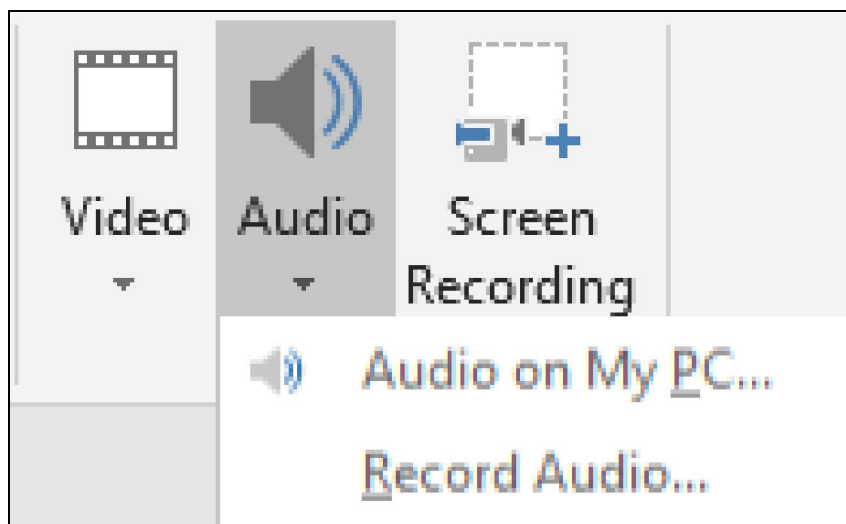 Video
Audio
Screen
Recording
Audio on My PC...
Record Audio...